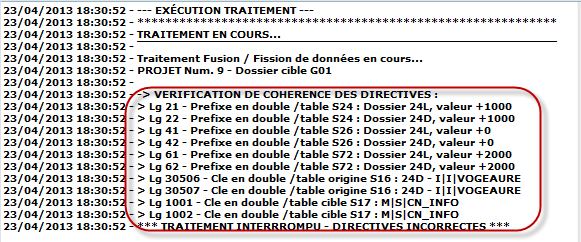 23/04/2013 18:30:52 - --- EXÉCUTION TRAITEMENT ---
23/04/2013 18:30:52 - ************************************************************
23/04/2013 18:30:52 - TRAITEMENT EN COURS...
23/04/2013 18:30:52 -
23/04/2013 18:30:52 - Traitement Fusion / Fission de données en cours...
23/04/2013 18:30:52 - PROJET Num. 9 - Dossier cible G01
23/04/2013 18:30:52 -
23/04/2013 18:30:52 - -> VERIFICATION DE COHERENCE DES DIRECTIVES :
23/04/2013 18:30:52 - > Lg 21 - Prefixe en double /table S24 : Dossier 24L, valeur +1000
23/04/2013 18:30:52 - > Lg 22 - Prefixe en double /table S24 : Dossier 24D, valeur +1000
23/04/2013 18:30:52 - > Lg 41 - Prefixe en double /table S26 : Dossier 24L, valeur +0
23/04/2013 18:30:52 - > Lg 42 - Prefixe en double /table S26 : Dossier 24D, valeur +0
23/04/2013 18:30:52 - > Lg 61 - Prefixe en double /table S72 : Dossier 24L, valeur +2000
23/04/2013 18:30:52 - > Lg 62 - Prefixe en double /table S72 : Dossier 24D, valeur +2000
23/04/2013 18:30:52 - > Lg 30506 - Cle en double /table origine S16 : 24D - I|I|VOGEAURE
23/04/2013 18:30:52 - > Lg 30507 - Cle en double /table origine S16 : 24D - I|I|VOGEAURE
23/04/2013 18:30:52 - > Lg 1001 - Cle en double /table cible S17 : M|S|CN_INFO
23/04/2013 18:30:52 - > Lg 1002 - Cle en double /table cible S17 : M|S|CN_INFO
23/04/2013 18:30:52 - *** TRAITEMENT INTERRROMPU - DIRECTIVES INCORRECTES ***